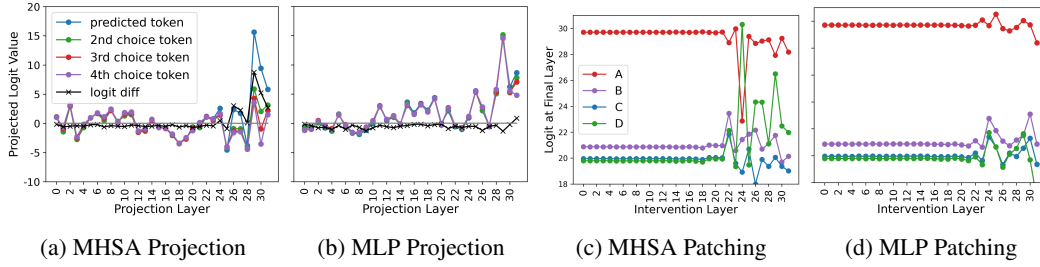 Projected Logit Value
20
15
10
5
0
-5
-10
predicted token
2nd choice token
3rd choice token
4th choice token
logit diff
0 2 4 6 8 10 12 14 16 18 20 22 24 26 28 30
Projection Layer
0 2 4 6 8 10 12 14 16 18 20 22 24 26 28 30
Projection Layer
Logit at Final Layer
30
28
26
24
22
20
18
A
B
C
D
0 2 4 6 8 10 12 14 16 18 20 22 24 26 28 30
Intervention Layer
0 2 4 6 8 10 12 14 16 18 20 22 24 26 28 30
Intervention Layer
(a) MHSA Projection
(b) MLP Projection
(c) MHSA Patching
(d) MLP Patching